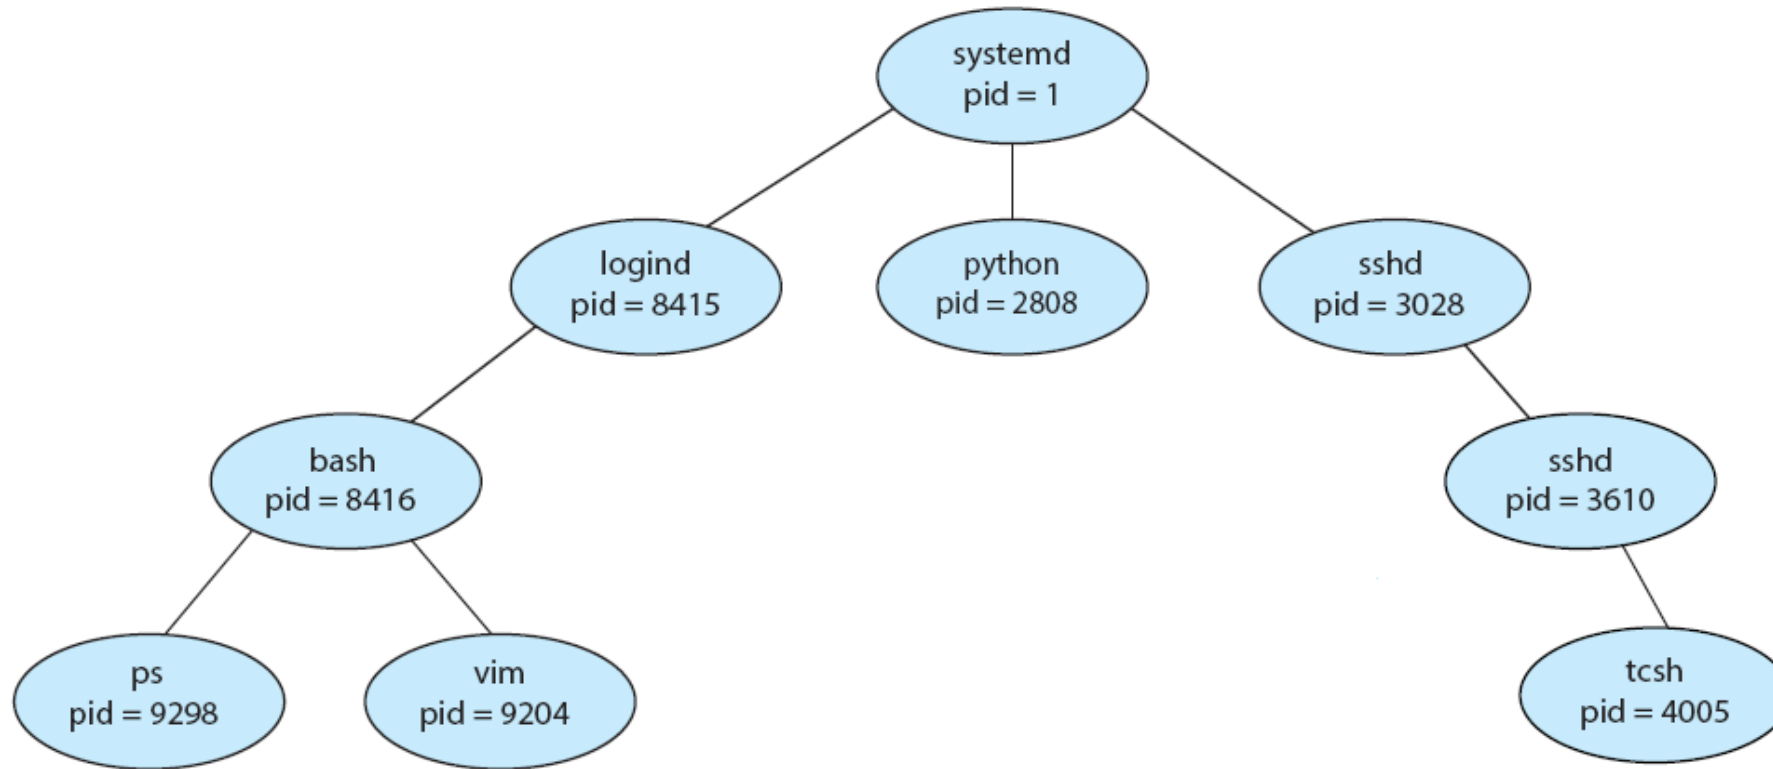 systemd
pid = 1
logind
pid = 8415
python
pid = 2808
sshd
pid = 3028
bash
pid = 8416
sshd
pid = 3610
ps
pid = 9298
vim
pid = 9204
tcsh
pid = 4005